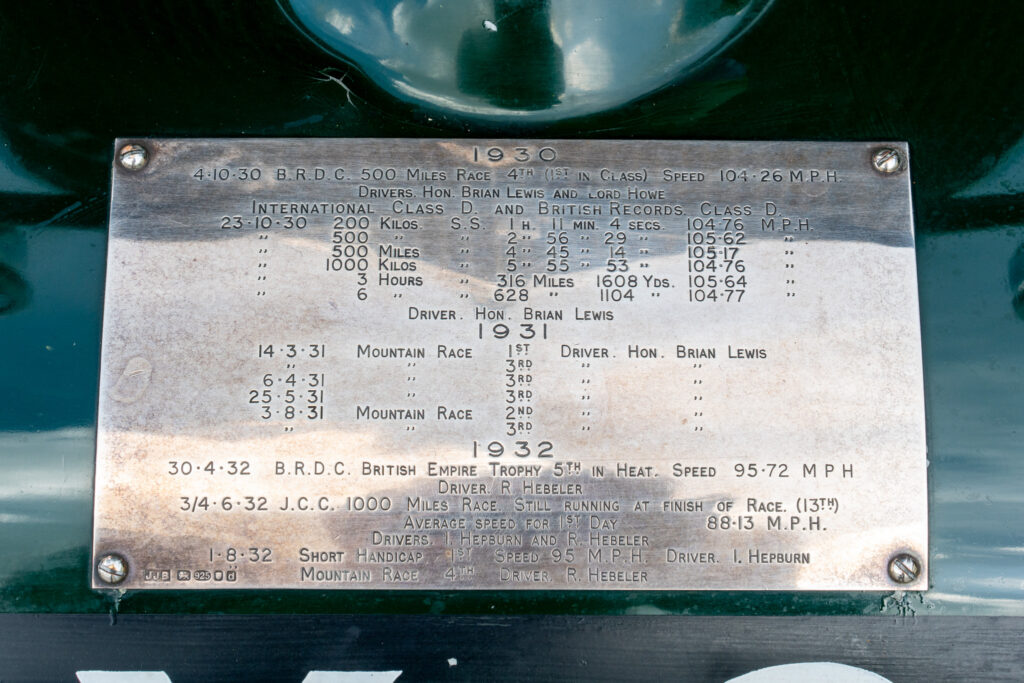 1930
4·10·30 B.R.D.C. 500 Miles Race 4TH (1ST in Class) Speed 104·26 M.P.H.
Drivers. Hon. Brian Lewis and Lord Howe
International Class D. and British Records. Class D.
23·10·30 200 Kilos. S.S. 1 H. 11 min. 4 secs. 104·76 M.P.H.
" 500 " " 2 " 56 " 29 " 105·62 "
" 500 Miles " 4 " 45 " 14 " 105·17 "
" 1000 Kilos " 5 " 55 " 53 " 104·76 "
" 3 Hours " 316 Miles 1608 Yds. 105·64 "
" 6 " " 628 " 1104 " 104·77 "
Driver. Hon. Brian Lewis
1931
14·3·31 Mountain Race 1ST Driver. Hon. Brian Lewis
" " 3RD " "
6·4·31 " 3RD " "
25·5·31 " 3RD " "
3·8·31 Mountain Race 2ND " "
" " 3RD " "
1932
30·4·32 B.R.D.C. British Empire Trophy 5TH in Heat. Speed 95·72 M P H
Driver. R. Hebeler
3/4·6·32 J.C.C. 1000 Miles Race. Still running at finish of Race. (13TH)
Average speed for 1ST Day 88·13 M.P.H.
Drivers. I. Hepburn and R. Hebeler
1·8·32 Short Handicap 1ST Speed 95 M.P.H. Driver. I. Hepburn
Mountain Race 4TH Driver. R. Hebeler
JJB 925 d